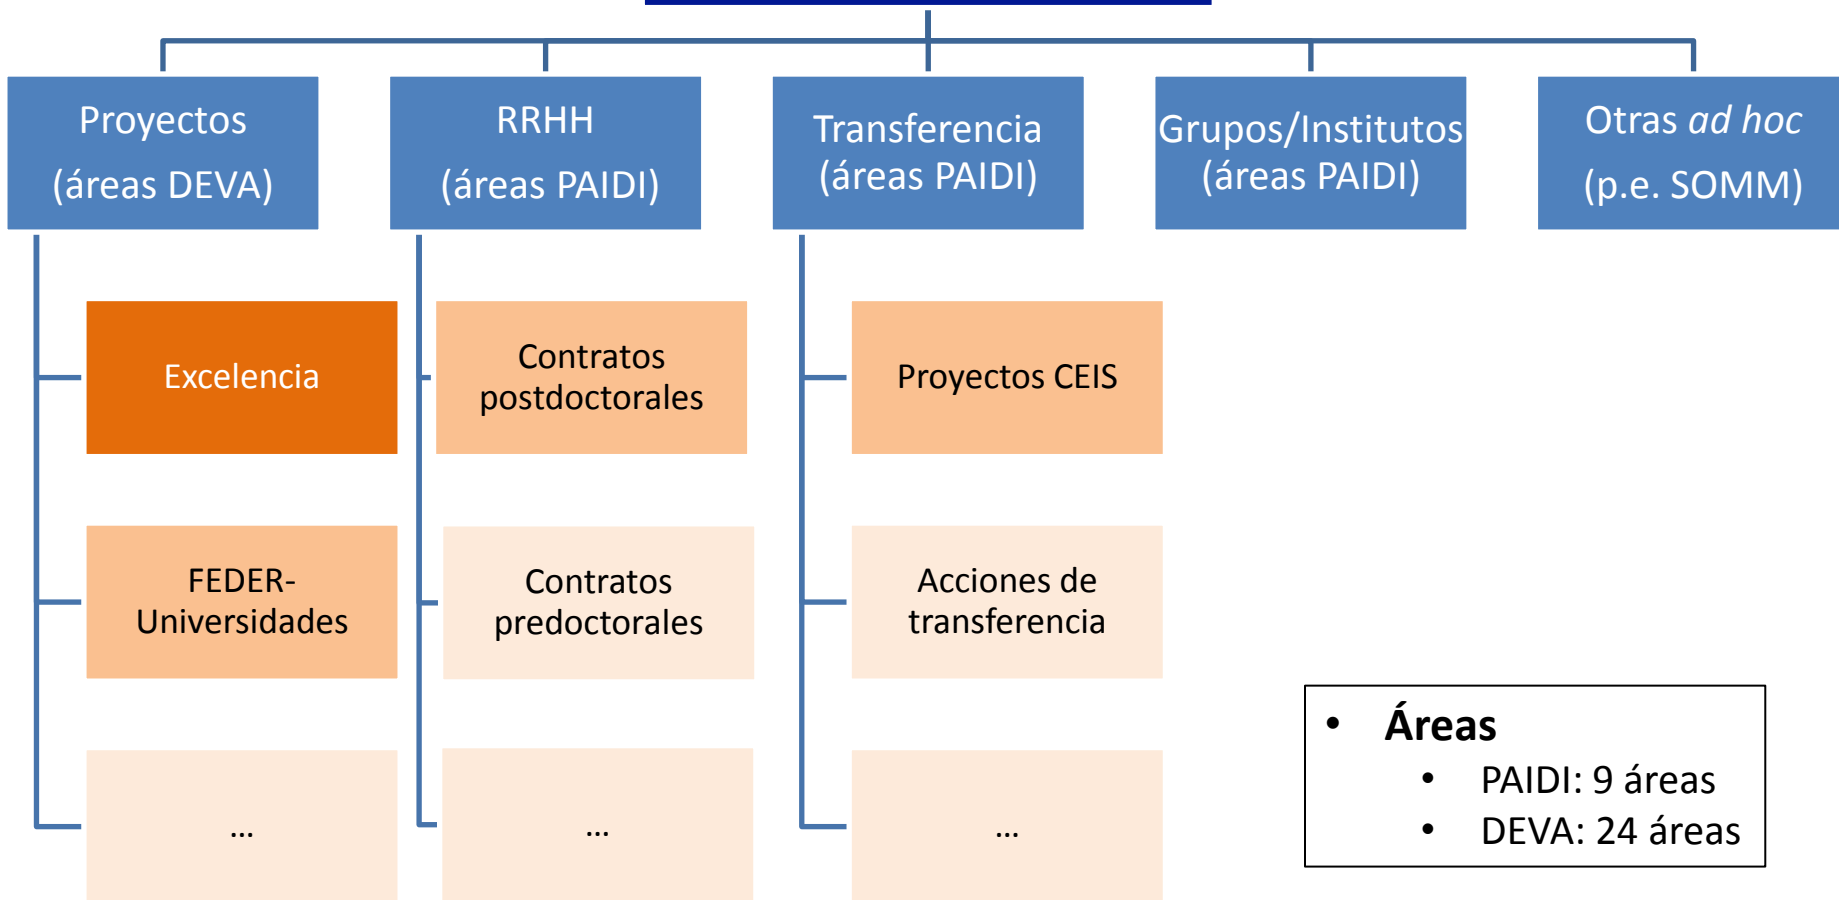 Proyectos
(áreas DEVA)
RRHH
(áreas PAIDI)
Transferencia
(áreas PAIDI)
Grupos/Institutos
(áreas PAIDI)
Otras ad hoc
(p.e. SOMM)
Excelencia
Contratos
postdoctorales
Proyectos CEIS
FEDER-
Universidades
Contratos
predoctorales
Acciones de
transferencia
...
...
...
• Áreas
• PAIDI: 9 áreas
• DEVA: 24 áreas